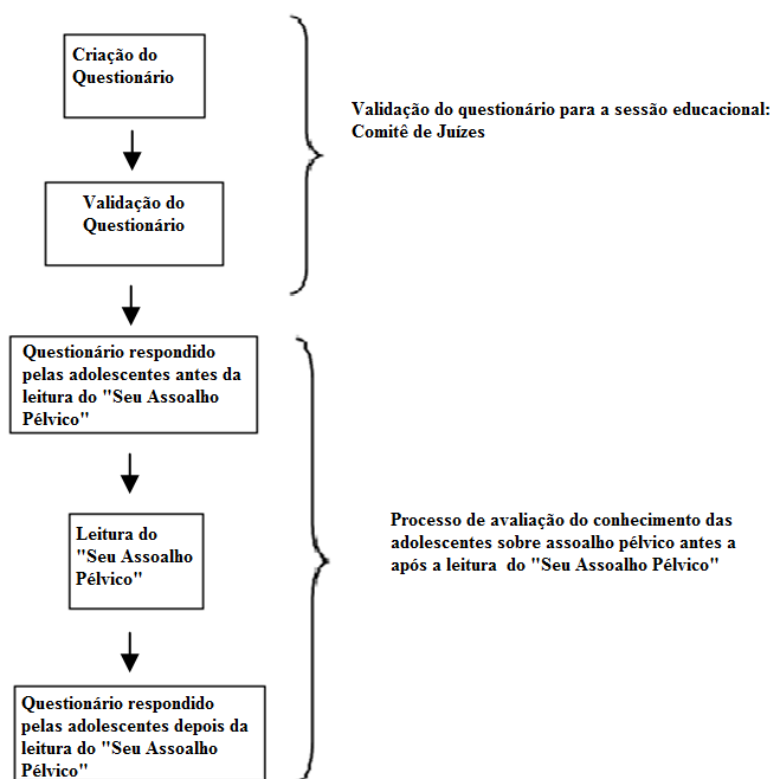 Criação do
Questionário
Validação do questionário para a sessão educacional:
Comitê de Juízes
Validação do
Questionário
Questionário respondido
pelas adolescentes antes da
leitura do "Seu Assoalho
Pélvico"
Leitura do
"Seu Assoalho
Pélvico"
Processo de avaliação do conhecimento das
adolescentes sobre assoalho pélvico antes a
após a leitura do "Seu Assoalho Pélvico"
Questionário respondido
pelas adolescentes depois da
leitura do "Seu Assoalho
Pélvico"